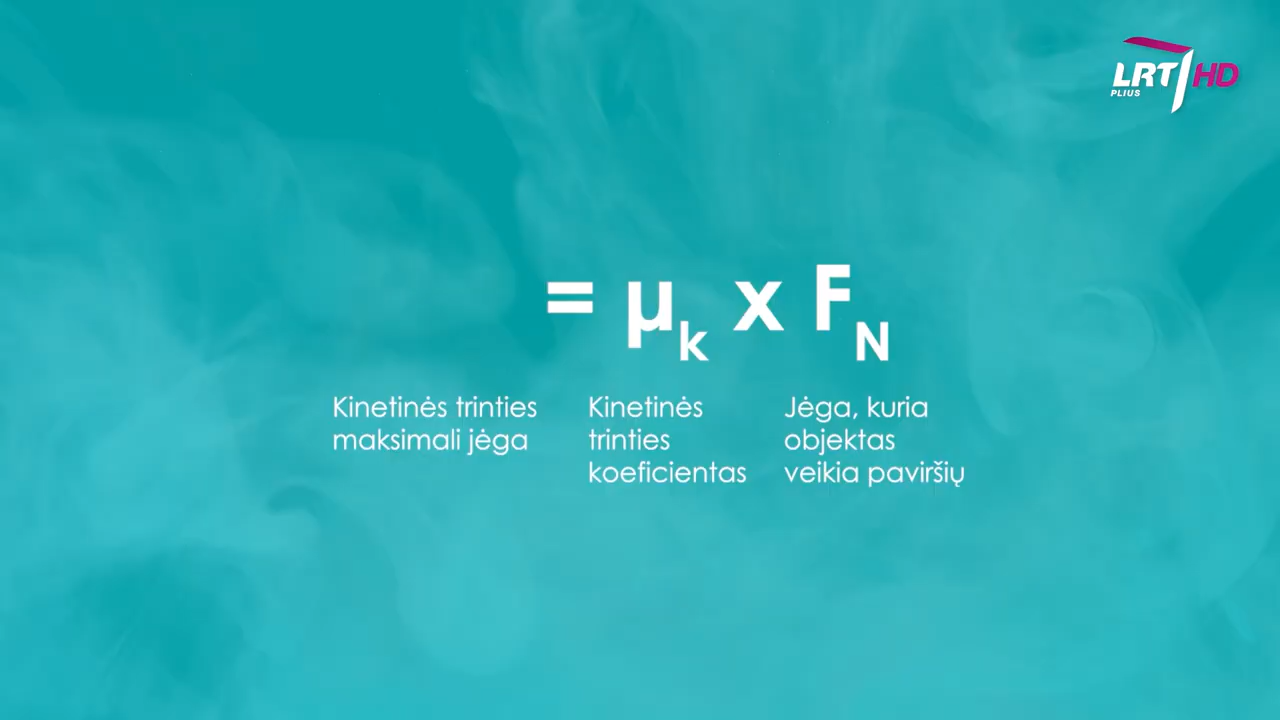 LRT HD
PLIUS
= µk x FN
Kinetinės trinties
maksimali jėga
Kinetinės
trinties
koeficientas
Jėga, kuria
objektas
veikia paviršių